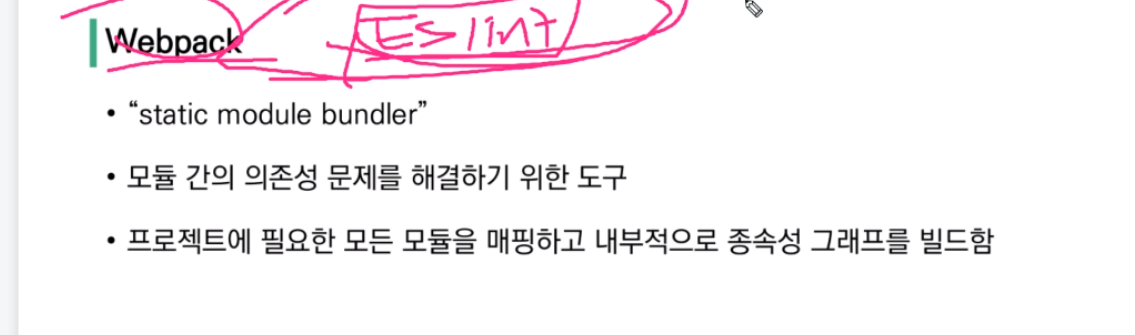 Webpack ESlint
• “static module bundler”
• 모듈 간의 의존성 문제를 해결하기 위한 도구
• 프로젝트에 필요한 모든 모듈을 매핑하고 내부적으로 종속성 그래프를 빌드함